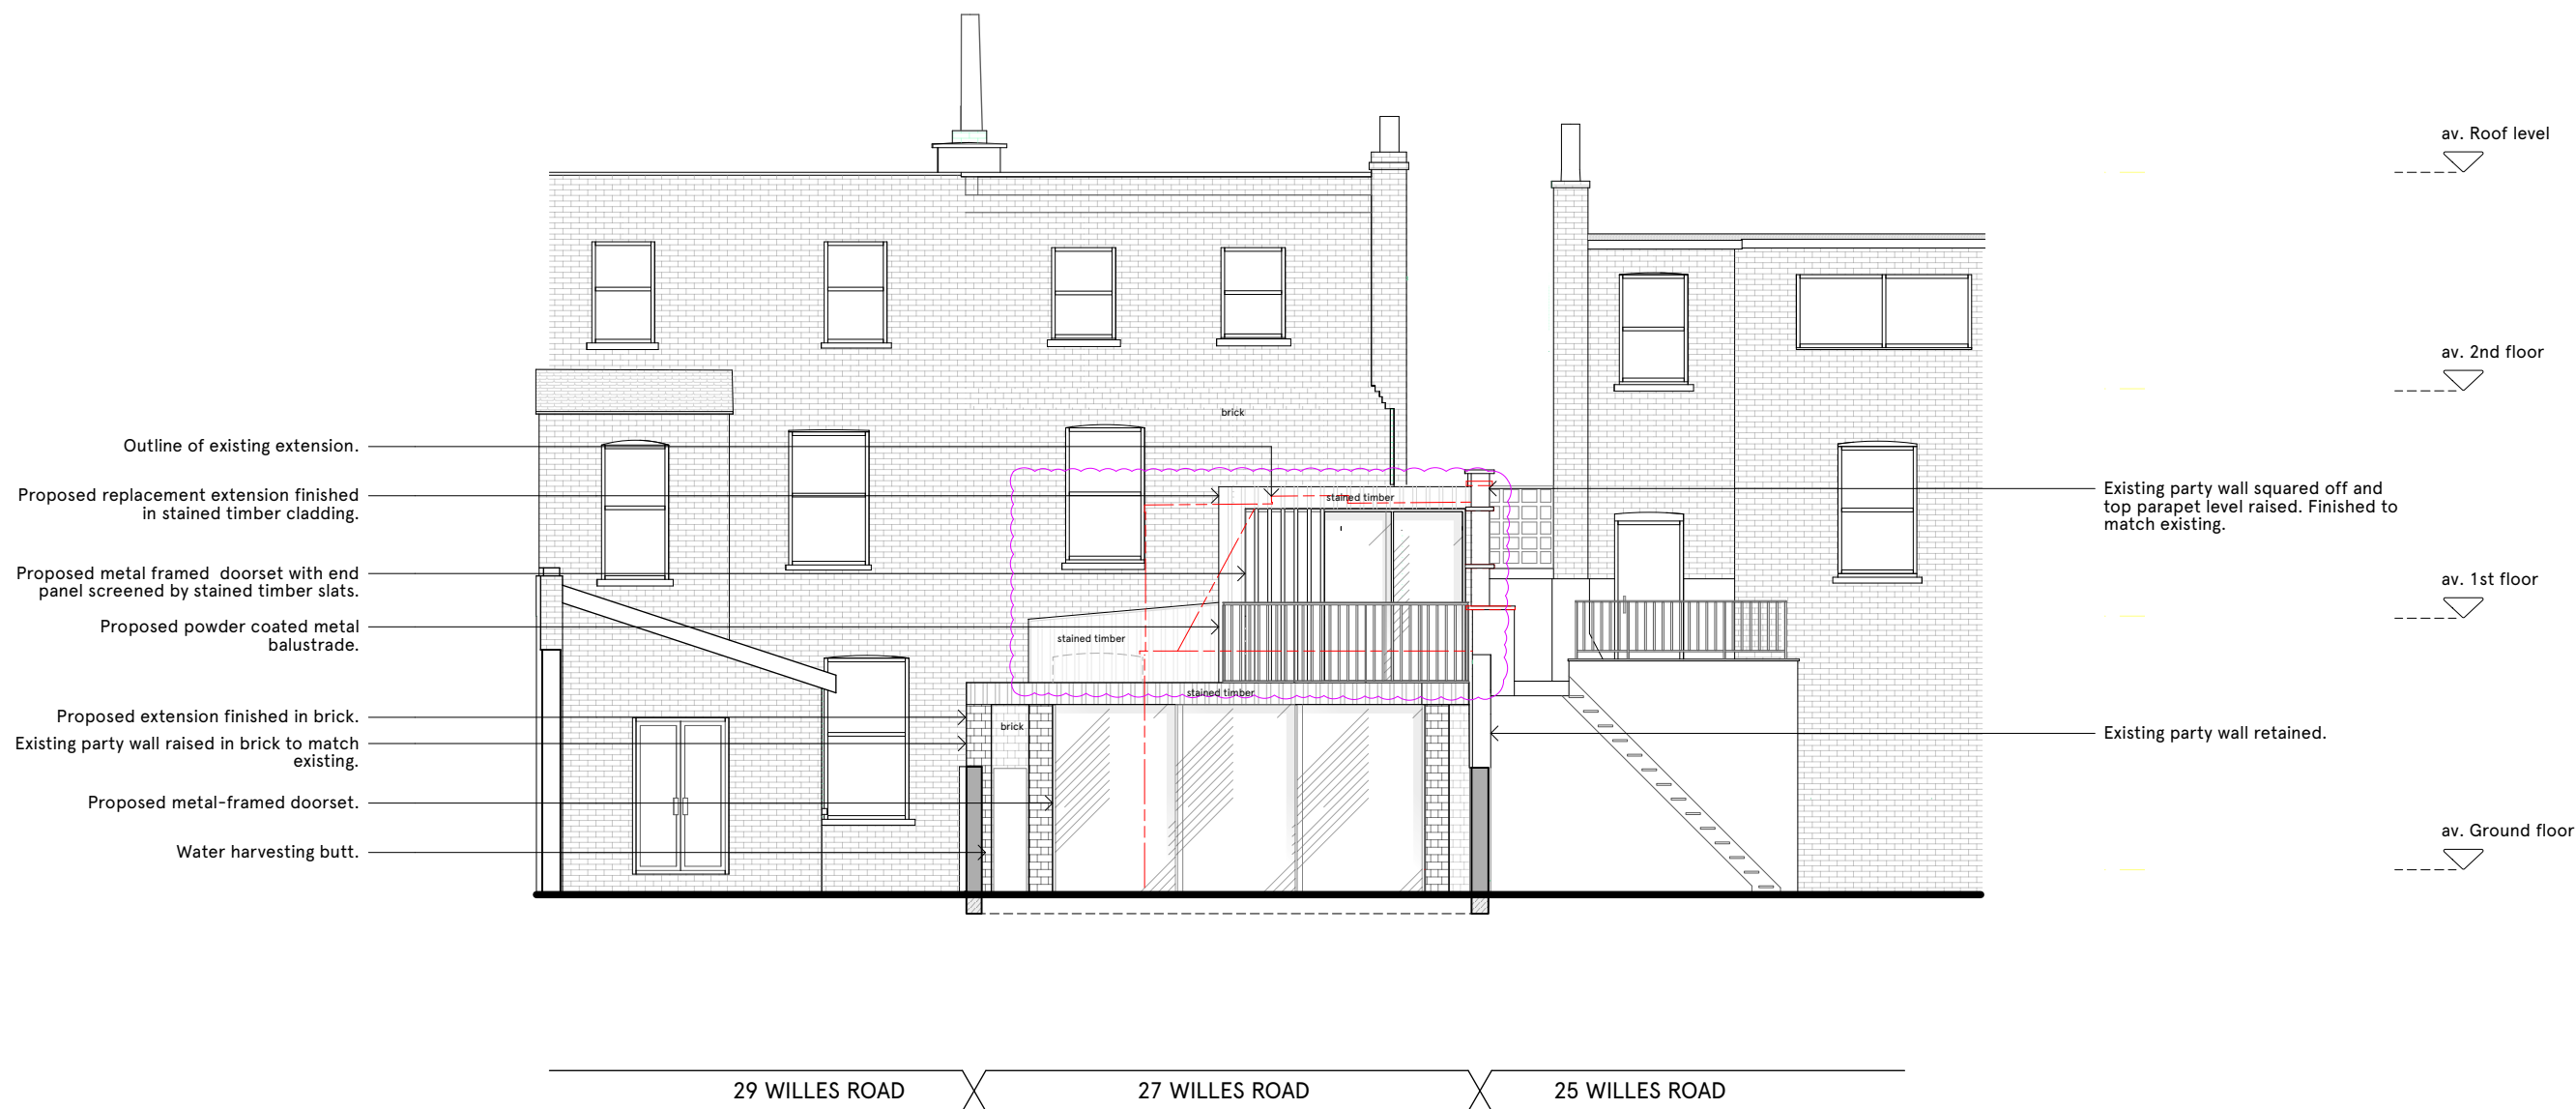 av. Roof level
av. 2nd floor
brick
Outline of existing extension.
Proposed replacement extension finished
in stained timber cladding.
stained timber
Existing party wall squared off and
top parapet level raised. Finished to
match existing.
Proposed metal framed doorset with end
panel screened by stained timber slats.
av. 1st floor
Proposed powder coated metal
balustrade.
stained timber
stained timber
Proposed extension finished in brick.
brick
Existing party wall raised in brick to match
existing.
Existing party wall retained.
Proposed metal-framed doorset.
av. Ground floor
Water harvesting butt.
29 WILLES ROAD
27 WILLES ROAD
25 WILLES ROAD